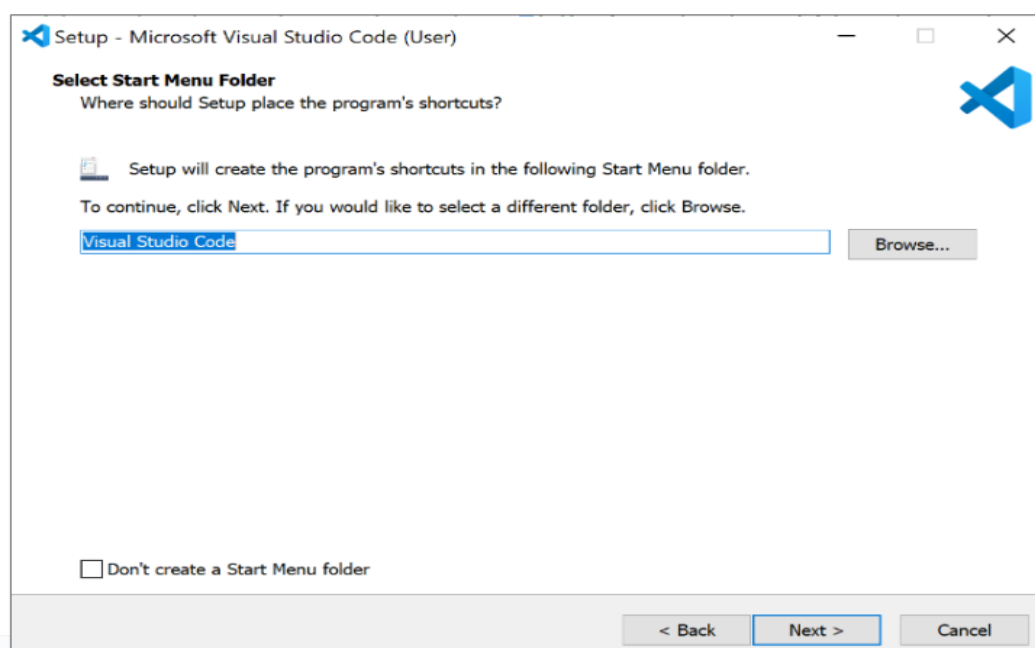 Setup - Microsoft Visual Studio Code (User)
Select Start Menu Folder
Where should Setup place the program's shortcuts?
Setup will create the program's shortcuts in the following Start Menu folder.
To continue, click Next. If you would like to select a different folder, click Browse.
Visual Studio Code
Browse...
Don't create a Start Menu folder
< Back
Next >
Cancel